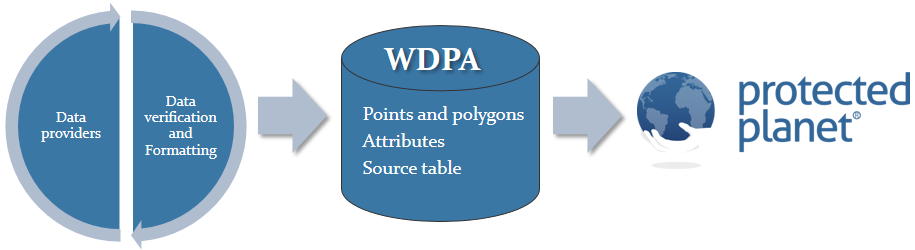 Data
providers
Data
verification
and
Formatting
WDPA
Points and polygons
Attributes
Source table
protected
planet®